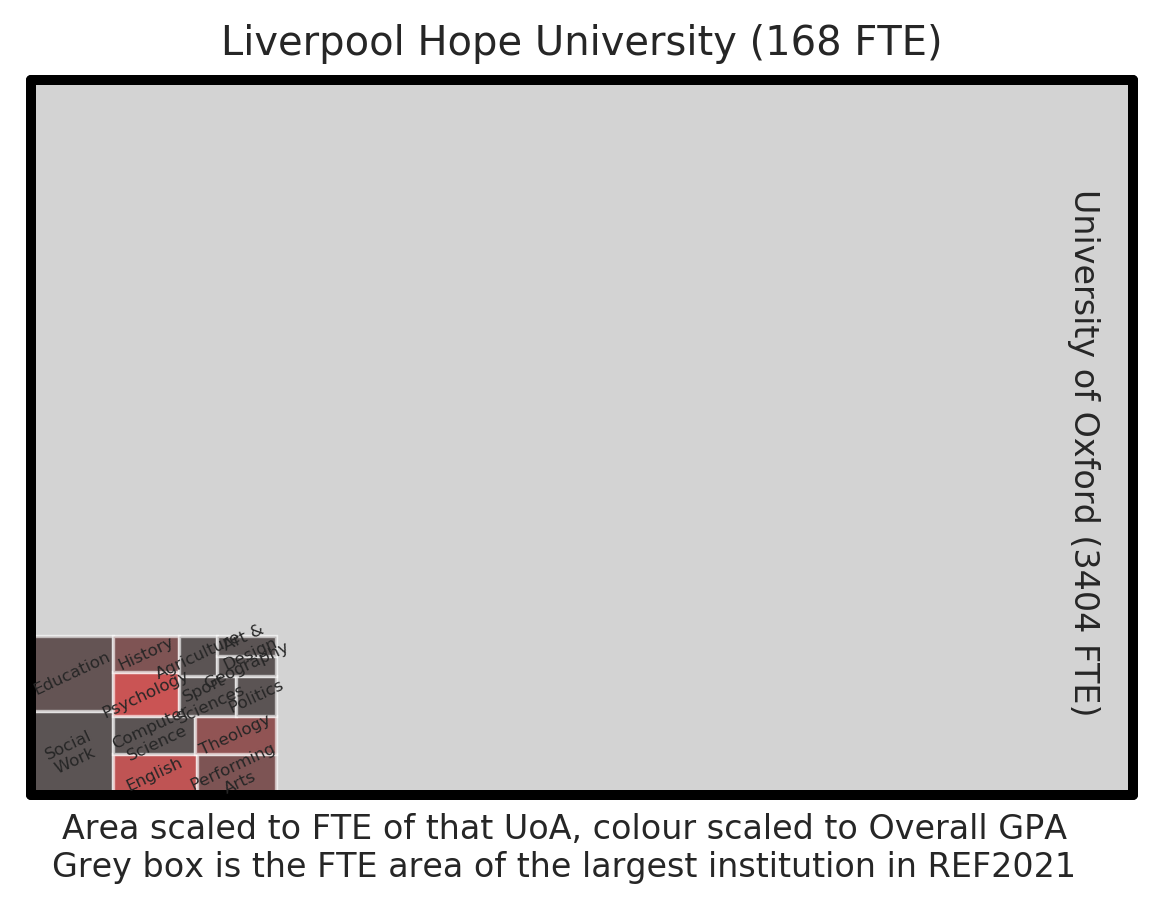 Liverpool Hope University (168 FTE)
University of Oxford (3404 FTE)
Education
History
Agriculture
Art &
Design
Geography
Psychology
Sport
Sciences
Politics
Social
Work
Computer
Science
Theology
English
Performing
Arts
Area scaled to FTE of that UoA, colour scaled to Overall GPA
Grey box is the FTE area of the largest institution in REF2021